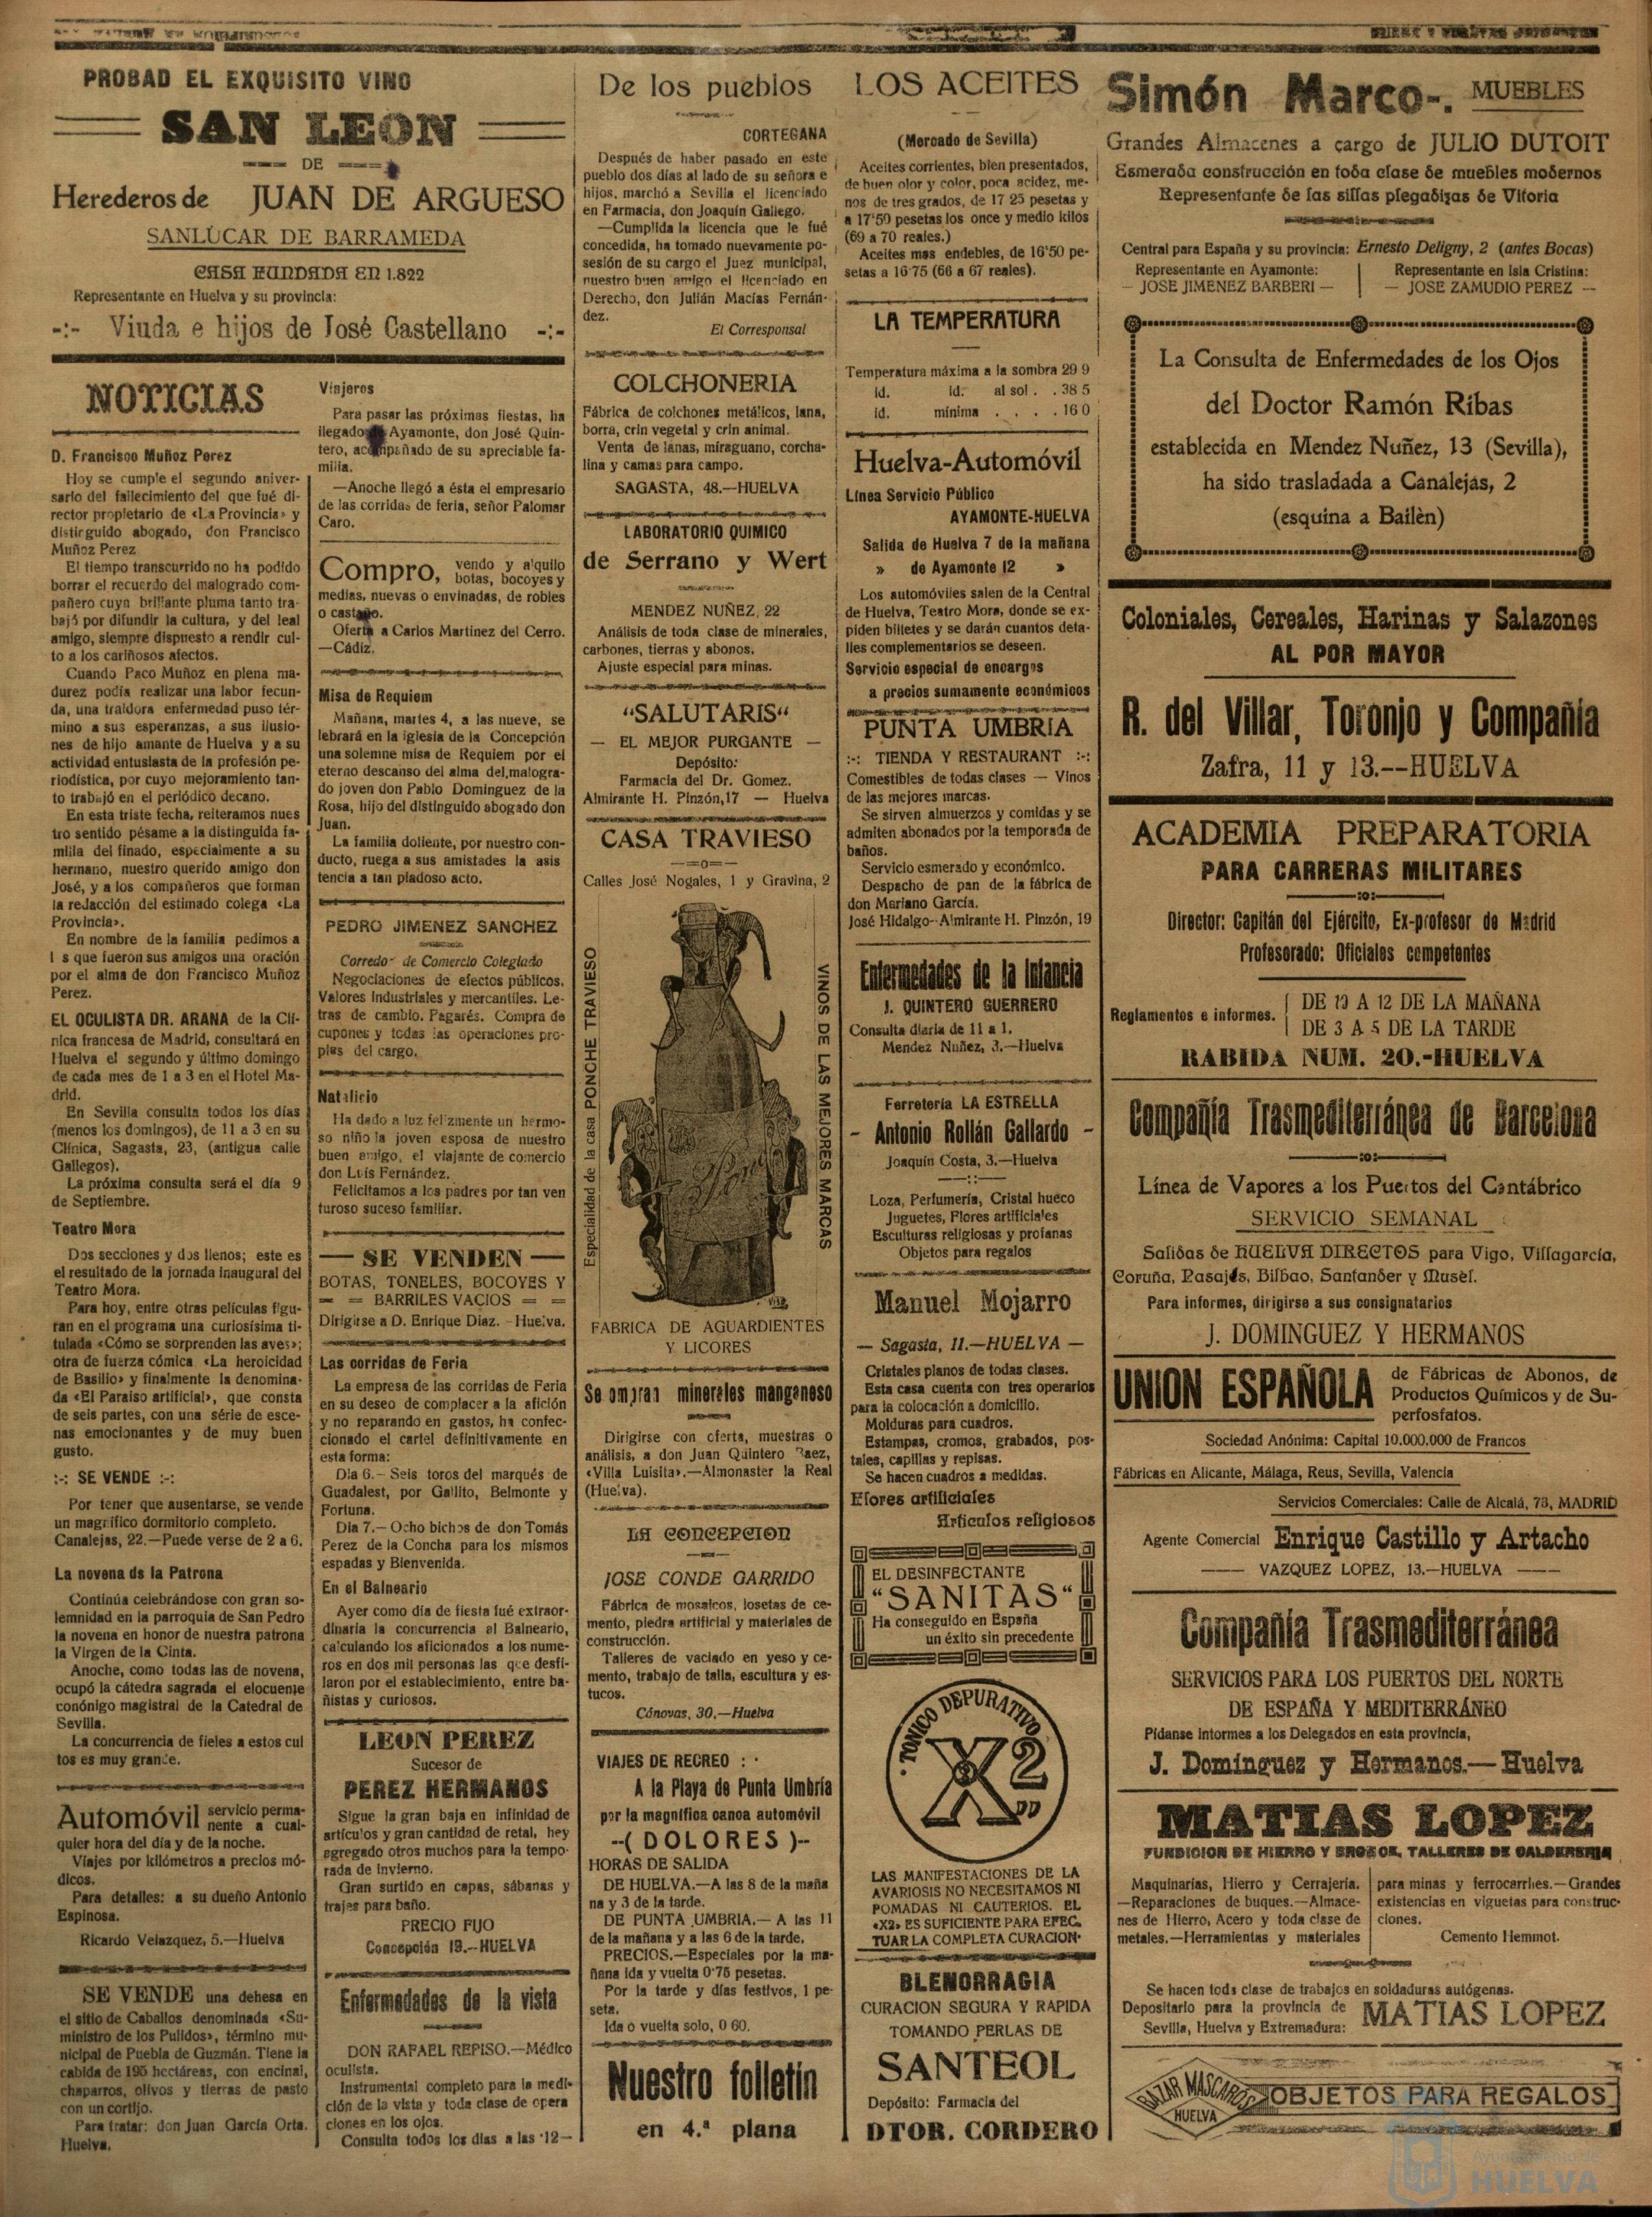 PROBAD EL EXQUISITO VINO
SAN LEON
DE
Herederos de JUAN DE ARGUESO
SANLUCAR DE BARRAMEDA
CASA FUNDADA EN 1.822
Representante en Huelva y su provincia:
-:- Viuda e hijos de José Castellano -:-
NOTICIAS
D. Francisco Muñoz Perez
Hoy se cumple el segundo aniver-
sario del fallecimiento del que fué di-
rector propietario de «La Provincia» y
distirguido abogado, don Francisco
Muñoz Perez
El tiempo transcurrido no ha podido
borrar el recuerdo del malogrado com-
pañero cuya brillante pluma tanto tra-
bajó por difundir la cultura, y del leal
amigo, siempre dispuesto a rendir cul-
to a los cariñosos afectos.
Cuando Paco Muñoz en plena ma-
durez podía realizar una labor fecun-
da, una traidora enfermedad puso tér-
mino a sus esperanzas, a sus ilusio-
nes de hijo amante de Huelva y a su
actividad entusiasta de la profesión pe-
riodística, por cuyo mejoramiento tan-
to trabajó en el periódico decano.
En esta triste fecha, reiteramos nues
tro sentido pésame a la distinguida fa-
milia del finado, especialmente a su
hermano, nuestro querido amigo don
José, y a los compañeros que forman
la redacción del estimado colega «La
Provincia».
En nombre de la familia pedimos a
l s que fueron sus amigos una oración
por el alma de don Francisco Muñoz
Perez.
EL OCULISTA DR. ARANA de la Clí-
nica francesa de Madrid, consultará en
Huelva el segundo y último domingo
de cada mes de 1 a 3 en el Hotel Ma-
drid.
En Sevilla consulta todos los días
(menos los domingos), de 11 a 3 en su
Clínica, Sagasta, 23, (antigua calle
Gallegos).
La próxima consulta será el día 9
de Septiembre.
Teatro Mora
Dos secciones y dos llenos; este es
el resultado de la jornada inaugural del
Teatro Mora.
Para hoy, entre otras películas figu-
ran en el programa una curiosísima ti-
tulada «Cómo se sorprenden las aves»;
otra de fuerza cómica «La heroicidad
de Basilio» y finalmente la denomina-
da «El Paraiso artificial», que consta
de seis partes, con una série de esce-
nas emocionantes y de muy buen
gusto.
:-: SE VENDE :-:
Por tener que ausentarse, se vende
un magnífico dormitorio completo.
Canalejas, 22.—Puede verse de 2 a 6.
La novena ds la Patrona
Continúa celebrándose con gran so-
lemnidad en la parroquia de San Pedro
la novena en honor de nuestra patrona
la Virgen de la Cinta.
Anoche, como todas las de novena,
ocupó la cátedra sagrada el elocuente
conónigo magistral de la Catedral de
Sevilla.
La concurrencia de fieles a estos cul
tos es muy grande.
Automóvil servicio perma-
nente a cual-
quier hora del día y de la noche.
Viajes por kilómetros a precios mó-
dicos.
Para detalles: a su dueño Antonio
Espinosa.
Ricardo Velazquez, 5.—Huelva
SE VENDE una dehesa en
el sitio de Caballos denominada «Su-
ministro de los Pulidos», término mu-
nicipal de Puebla de Guzmán. Tiene la
cabida de 195 hectáreas, con encinal,
chaparros, olivos y tierras de pasto
con un cortijo.
Para tratar: don Juan García Orta.
Huelva.
Viajeros
Para pasar las próximas fiestas, ha
llegado Ayamonte, don José Quin-
tero, acompañado de su apreciable fa-
milia.
—Anoche llegó a ésta el empresario
de las corridas de feria, señor Palomar
Caro.
Compro, vendo y a'quilo
botas, bocoyes y
medias, nuevas o envinadas, de robles
o castaño.
Oferta a Carlos Martinez del Cerro.
—Cádiz.
Misa de Requiem
Mañana, martes 4, a las nueve, se
lebrará en la iglesia de la Concepción
una solemne misa de Requiem por el
eterno descanso del alma del malogra-
do joven don Pablo Dominguez de la
Rosa, hijo del distinguido abogado don
Juan.
La familia doliente, por nuestro con-
ducto, ruega a sus amistades la asis
tencia a tan piadoso acto.
PEDRO JIMENEZ SANCHEZ
Corredor de Comercio Colegiado
Negociaciones de efectos públicos.
Valores industriales y mercantiles. Le-
tras de cambio. Pagarés. Compra de
cupones y todas las operaciones pro-
pias del cargo.
Natalicio
Ha dado a luz felizmente un hermo-
so niño la joven esposa de nuestro
buen amigo, el viajante de comercio
don Luis Fernández.
Felicitamos a los padres por tan ven
turoso suceso familiar.
— SE VENDEN —
BOTAS, TONELES, BOCOYES Y
= = BARRILES VACIOS = =
Dirigirse a D. Enrique Diaz. -Huelva.
Las corridas de Feria
La empresa de las corridas de Feria
en su deseo de complacer a la afición
y no reparando en gastos, ha confec-
cionado el cartel definitivamente en
esta forma:
Dia 6.- Seis toros del marqués de
Guadalest, por Gallito, Belmonte y
Fortuna.
Dia 7.- Ocho bichos de don Tomás
Perez de la Concha para los mismos
espadas y Bienvenida.
En el Balneario
Ayer como día de fiesta fué extraor-
dinaria la concurrencia al Balneario,
calculando los aficionados a los nume-
ros en dos mil personas las que desfi-
laron por el establecimiento, entre ba-
ñistas y curiosos.
LEON PEREZ
Sucesor de
PEREZ HERMANOS
Sigue la gran baja en infinidad de
artículos y gran cantidad de retal, hey
agregado otros muchos para la tempo-
rada de invierno.
Gran surtido en capas, sábanas y
trajes para baño.
PRECIO FIJO
Concepción 19.--HUELVA
Enfermedades de la vista
DON RAFAEL REPISO.—Médico
oculista.
Instrumental completo para la medi-
ción de la vista y toda clase de opera
ciones en los ojos.
Consulta todos los días a las 12—
De los pueblos
CORTEGANA
Después de haber pasado en este
pueblo dos días al lado de su señora e
hijos, marchó a Sevilla el licenciado
en Farmacia, don Joaquín Gallego.
—Cumplida la licencia que le fué
concedida, ha tomado nuevamente po-
sesión de su cargo el Juez municipal,
nuestro buen amigo el licenciado en
Derecho, don Julián Macías Fernán-
dez.
El Corresponsal
COLCHONERIA
Fábrica de colchones metálicos, lana,
borra, crin vegetal y crin animal.
Venta de lanas, miraguano, corcha-
lina y camas para campo.
SAGASTA, 48.—HUELVA
LABORATORIO QUIMICO
de Serrano y Wert
MENDEZ NUÑEZ, 22
Análisis de toda clase de minerales,
carbones, tierras y abonos.
Ajuste especial para minas.
"SALUTARIS"
— EL MEJOR PURGANTE —
Depósito:
Farmacia del Dr. Gomez.
Almirante H. Pinzón,17 — Huelva
CASA TRAVIESO
—=o=—
Calles José Nogales, 1 y Gravina, 2
Especialidad de la casa PONCHE TRAVIESO
VINOS DE LAS MEJORES MARCAS
FABRICA DE AGUARDIENTES
Y LICORES
Se ompran minerales manganeso
Dirigirse con oferta, muestras o
análisis, a don Juan Quintero Baez,
«Villa Luisita».—Almonaster la Real
(Huelva).
LA CONCEPCION
JOSE CONDE GARRIDO
Fábrica de mosaicos, losetas de ce-
mento, piedra artificial y materiales de
construcción.
Talleres de vaciado en yeso y ce-
mento, trabajo de talla, escultura y es-
tucos.
Cánovas, 30.—Huelva
VIAJES DE RECREO : ·
A la Playa de Punta Umbría
por la magnífica canoa automóvil
--( DOLORES )--
HORAS DE SALIDA
DE HUELVA.—A las 8 de la maña
na y 3 de la tarde.
DE PUNTA UMBRIA.— A las 11
de la mañana y a las 6 de la tarde.
PRECIOS.—Especiales por la ma-
ñana ida y vuelta 0'75 pesetas.
Por la tarde y días festivos, 1 pe-
seta.
Ida o vuelta solo, 0 60.
Nuestro folletín
en 4.ª plana
LOS ACEITES
(Mercado de Sevilla)
Aceites corrientes, bien presentados,
de buen olor y color, poca acidez, me-
nos de tres grados, de 17 25 pesetas y
a 17'50 pesetas los once y medio kilos
(69 a 70 reales.)
Aceites mas endebles, de 16'50 pe-
setas a 16'75 (66 a 67 reales).
LA TEMPERATURA
Temperatura máxima a la sombra 29 9
id. id. al sol . . 38 5
id. mínima . . . . 16 0
Huelva-Automóvil
Línea Servicio Público
AYAMONTE-HUELVA
Salida de Huelva 7 de la mañana
» de Ayamonte 12 »
Los automóviles salen de la Central
de Huelva, Teatro Mora, donde se ex-
piden billetes y se darán cuantos deta-
lles complementarios se deseen.
Servicio especial de encargos
a precios sumamente económicos
PUNTA UMBRIA
:-: TIENDA Y RESTAURANT :-:
Comestibles de todas clases — Vinos
de las mejores marcas.
Se sirven almuerzos y comidas y se
admiten abonados por la temporada de
baños.
Servicio esmerado y económico.
Despacho de pan de la fábrica de
don Mariano García.
José Hidalgo--Almirante H. Pinzón, 19
Enfermedades de la infancia
J. QUINTERO GUERRERO
Consulta diaria de 11 a 1.
Mendez Nuñez, 3.—Huelva
Ferretería LA ESTRELLA
- Antonio Rollán Gallardo -
Joaquín Costa, 3.—Huelva
—::—
Loza, Perfumería, Cristal hueco
Juguetes, Flores artificiales
Esculturas religiosas y profanas
Objetos para regalos
Manuel Mojarro
— Sagasta, 11.—HUELVA —
Cristales planos de todas clases.
Esta casa cuenta con tres operarios
para la colocación a domicilio.
Molduras para cuadros.
Estampas, cromos, grabados, pos-
tales, capillas y repisas.
Se hacen cuadros a medidas.
Flores artificiales
Artículos religiosos
EL DESINFECTANTE
"SANITAS"
Ha conseguido en España
un éxito sin precedente
· TONICO DEPURATIVO ·
X2
LAS MANIFESTACIONES DE LA
AVARIOSIS NO NECESITAMOS NI
POMADAS NI CAUTERIOS. EL
«X2» ES SUFICIENTE PARA EFEC.
TUAR LA COMPLETA CURACION·
BLENORRAGIA
CURACION SEGURA Y RAPIDA
TOMANDO PERLAS DE
SANTEOL
Depósito: Farmacia del
DTOR. CORDERO
Simón Marco-. MUEBLES
Grandes Almacenes a cargo de JULIO DUTOIT
Esmerada construcción en toda clase de muebles modernos
Representante de las sillas plegadizas de Vitoria
Central para España y su provincia: Ernesto Deligny, 2 (antes Bocas)
Representante en Ayamonte:
— JOSE JIMENEZ BARBERI —
Representante en Isla Cristina:
— JOSE ZAMUDIO PEREZ --
La Consulta de Enfermedades de los Ojos
del Doctor Ramón Ribas
establecida en Mendez Nuñez, 13 (Sevilla),
ha sido trasladada a Canalejas, 2
(esquina a Bailèn)
Coloniales, Cereales, Harinas y Salazones
AL POR MAYOR
R. del Villar, Toronjo y Compañía
Zafra, 11 y 13.--HUELVA
ACADEMIA PREPARATORIA
PARA CARRERAS MILITARES
:o:
Director: Capitán del Ejército, Ex-profesor de Madrid
Profesorado: Oficiales competentes
Reglamentos e informes. DE 10 A 12 DE LA MAÑANA
DE 3 A 5 DE LA TARDE
RABIDA NUM. 20.-HUELVA
Compañía Trasmediterránea de Barcelona
:o:
Línea de Vapores a los Puertos del Cantábrico
SERVICIO SEMANAL
Salidas de HUELVA DIRECTOS para Vigo, Villagarcía,
Coruña, Pasajes, Bilbao, Santander y Musèl.
Para informes, dirigirse a sus consignatarios
J. DOMINGUEZ Y HERMANOS
UNION ESPAÑOLA de Fábricas de Abonos, de
Productos Químicos y de Su-
perfosfatos.
Sociedad Anónima: Capital 10.000.000 de Francos
Fábricas en Alicante, Málaga, Reus, Sevilla, Valencia
Servicios Comerciales: Calle de Alcalá, 73, MADRID
Agente Comercial Enrique Castillo y Artacho
—— VAZQUEZ LOPEZ, 13.—HUELVA ——
Compañía Trasmediterránea
SERVICIOS PARA LOS PUERTOS DEL NORTE
DE ESPAÑA Y MEDITERRÁNEO
Pídanse intormes a los Delegados en esta provincia,
J. Domínguez y Hermanos.—Huelva
MATIAS LOPEZ
FUNDICION DE HIERRO Y BRONCE, TALLERES DE CALDERERIA
Maquinarias, Hierro y Cerrajería.
—Reparaciones de buques.—Almace-
nes de Hierro, Acero y toda clase de
metales.—Herramientas y materiales
para minas y ferrocarriles.—Grandes
existencias en viguetas para construc-
ciones.
Cemento Hemmot.
Se hacen toda clase de trabajos en soldaduras autógenas.
Depositario para la provincia de
Sevilla, Huelva y Extremadura: MATIAS LOPEZ
BAZAR MASCARÓS
HUELVA
OBJETOS PARA REGALOS
Ayuntamiento de
HUELVA